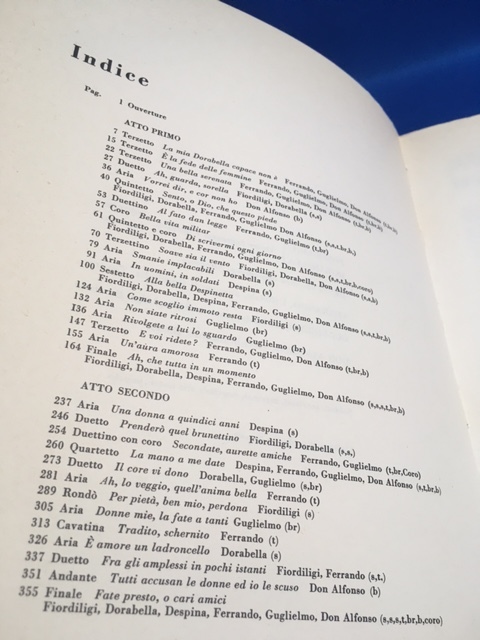 Indice
Pag. 1 Ouverture
ATTO PRIMO
7 Terzetto La mia Dorabella capace non è Ferrando, Guglielmo, Don Alfonso (t,br,b)
15 Terzetto È la fede delle femmine Ferrando, Guglielmo, Don Alfonso (t,br,b)
22 Terzetto Una bella serenata Ferrando, Guglielmo, Don Alfonso (t,br,b)
27 Duetto Ah, guarda, sorella Fiordiligi, Dorabella (s,s)
36 Aria Vorrei dir, e cor non ho Don Alfonso (b)
40 Quintetto Sento, o Dio, che questo piede
Fiordiligi, Dorabella, Ferrando, Guglielmo Don Alfonso (s,s,t,br,b,)
53 Duettino Al fato dan legge Ferrando, Guglielmo (t,br)
57 Coro Bella vita militar
61 Quintetto e coro Di scrivermi ogni giorno
Fiordiligi, Dorabella, Ferrando, Guglielmo, Don Alfonso (s,s,t,br,b,coro)
70 Terzettino Soave sia il vento Fiordiligi, Dorabella, Don Alfonso (s,s,b)
79 Aria Smanie implacabili Dorabella (s)
91 Aria In uomini, in soldati Despina (s)
100 Sestetto Alla bella Despinetta
Fiordiligi, Dorabella, Despina, Ferrando, Guglielmo, Don Alfonso (s,s,s,t,br,b)
124 Aria Come scoglio immoto resta Fiordiligi (s)
132 Aria Non siate ritrosi Guglielmo (br)
136 Aria Rivolgete a lui lo sguardo Guglielmo (br)
147 Terzetto E voi ridete? Ferrando, Guglielmo, Don Alfonso (t,br,b)
155 Aria Un'aura amorosa Ferrando (t)
164 Finale Ah, che tutta in un momento
Fiordiligi, Dorabella, Despina, Ferrando, Guglielmo, Don Alfonso (s,s,s,t,br,b)
ATTO SECONDO
237 Aria Una donna a quindici anni Despina (s)
246 Duetto Prenderò quel brunettino Fiordiligi, Dorabella (s,s,)
254 Duettino con coro Secondate, aurette amiche Ferrando, Guglielmo (t,br,Coro)
260 Quartetto La mano a me date Despina, Ferrando, Guglielmo, Don Alfonso (s,t,br,b)
273 Duetto Il core vi dono Dorabella, Guglielmo (s,br)
281 Aria Ah, lo veggio, quell'anima bella Ferrando (t)
289 Rondò Per pietà, ben mio, perdona Fiordiligi (s)
305 Aria Donne mie, la fate a tanti Guglielmo (br)
313 Cavatina Tradito, schernito Ferrando (t)
326 Aria È amore un ladroncello Dorabella (s)
337 Duetto Fra gli amplessi in pochi istanti Fiordiligi, Ferrando (s,t.)
351 Andante Tutti accusan le donne ed io le scuso Don Alfonso (b)
355 Finale Fate presto, o cari amici
Fiordiligi, Dorabella, Despina, Ferrando, Guglielmo, Don Alfonso (s,s,s,t,br,b,coro)